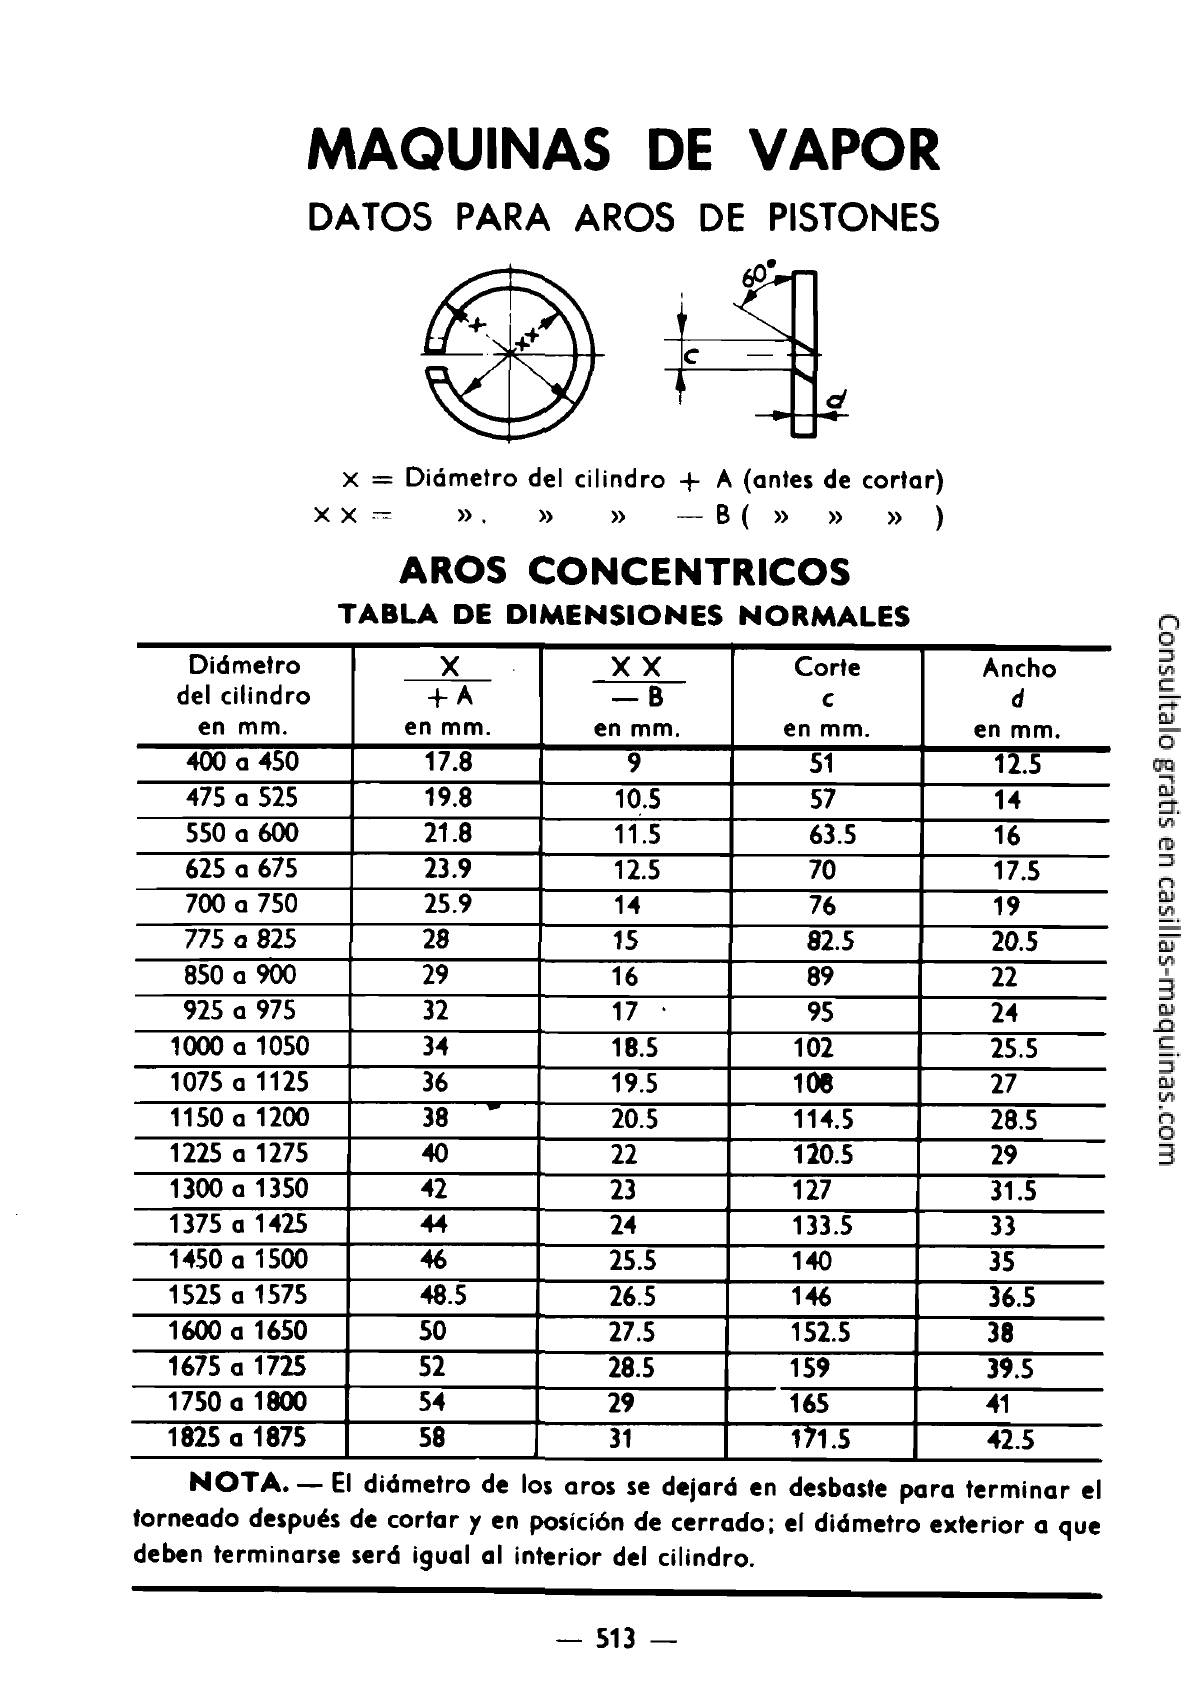 MAQUINAS DE VAPOR
DATOS PARA AROS DE PISTONES
60°
x
xx
c
d
x = Diámetro del cilindro + A (antes de cortar)
x x = ». » » — B ( » » » )
AROS CONCENTRICOS
TABLA DE DIMENSIONES NORMALES
Diámetro del cilindro en mm. X + A en mm. X X — B en mm. Corte c en mm. Ancho d en mm.
400 a 450 17.8 9 51 12.5
475 a 525 19.8 10.5 57 14
550 a 600 21.8 11.5 63.5 16
625 a 675 23.9 12.5 70 17.5
700 a 750 25.9 14 76 19
775 a 825 28 15 82.5 20.5
850 a 900 29 16 89 22
925 a 975 32 17 95 24
1000 a 1050 34 18.5 102 25.5
1075 a 1125 36 19.5 108 27
1150 a 1200 38 20.5 114.5 28.5
1225 a 1275 40 22 120.5 29
1300 a 1350 42 23 127 31.5
1375 a 1425 44 24 133.5 33
1450 a 1500 46 25.5 140 35
1525 a 1575 48.5 26.5 146 36.5
1600 a 1650 50 27.5 152.5 38
1675 a 1725 52 28.5 159 39.5
1750 a 1800 54 29 165 41
1825 a 1875 58 31 171.5 42.5
NOTA. — El diámetro de los aros se dejará en desbaste para terminar el
torneado después de cortar y en posición de cerrado; el diámetro exterior a que
deben terminarse será igual al interior del cilindro.
— 513 —
Consultalo gratis en casillas-maquinas.com